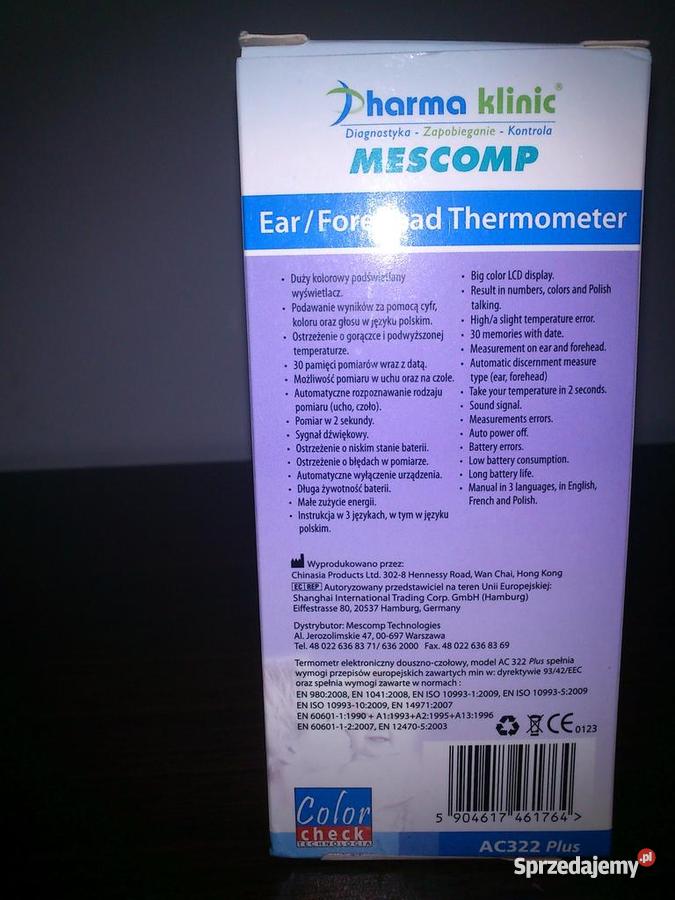 Pharma klinic®
Diagnostyka - Zapobieganie - Kontrola
MESCOMP
Ear / Forehead Thermometer
• Duży kolorowy podświetlany
wyświetlacz.
• Podawanie wyników za pomocą cyfr,
koloru oraz głosu w języku polskim.
• Ostrzeżenie o gorączce i podwyższonej
temperaturze.
• 30 pamięci pomiarów wraz z datą.
• Możliwość pomiaru w uchu oraz na czole.
• Automatyczne rozpoznawanie rodzaju
pomiaru (ucho, czoło).
• Pomiar w 2 sekundy.
• Sygnał dźwiękowy.
• Ostrzeżenie o niskim stanie baterii.
• Ostrzeżenie o błędach w pomiarze.
• Automatyczne wyłączenie urządzenia.
• Długa żywotność baterii.
• Małe zużycie energii.
• Instrukcja w 3 językach, w tym w języku
polskim.
• Big color LCD display.
• Result in numbers, colors and Polish
talking.
• High/a slight temperature error.
• 30 memories with date.
• Measurement on ear and forehead.
• Automatic discernment measure
type (ear, forehead)
• Take your temperature in 2 seconds.
• Sound signal.
• Measurements errors.
• Auto power off.
• Battery errors.
• Low battery consumption.
• Long battery life.
• Manual in 3 languages, in English,
French and Polish.
Wyprodukowano przez:
Chinasia Products Ltd. 302-8 Hennessy Road, Wan Chai, Hong Kong
EC REP Autoryzowany przedstawiciel na teren Unii Europejskiej:
Shanghai International Trading Corp. GmbH (Hamburg)
Eiffestrasse 80, 20537 Hamburg, Germany
Dystrybutor: Mescomp Technologies
Al. Jerozolimskie 47, 00-697 Warszawa
Tel. 48 022 636 83 71/ 636 2000 Fax. 48 022 636 83 69
Termometr elektroniczny douszno-czołowy, model AC 322 Plus spełnia
wymogi przepisów europejskich zawartych min w: dyrektywie 93/42/EEC
oraz spełnia wymogi zawarte w normach :
EN 980:2008, EN 1041:2008, EN ISO 10993-1:2009, EN ISO 10993-5:2009
EN ISO 10993-10:2009, EN 14971:2007
EN 60601-1:1990 + A1:1993+A2:1995+A13:1996
EN 60601-1-2:2007, EN 12470-5:2003
CE 0123
5 904617 461764 >
Color
check
TECHNOLOGIA
AC322 Plus
Sprzedajemy.pl